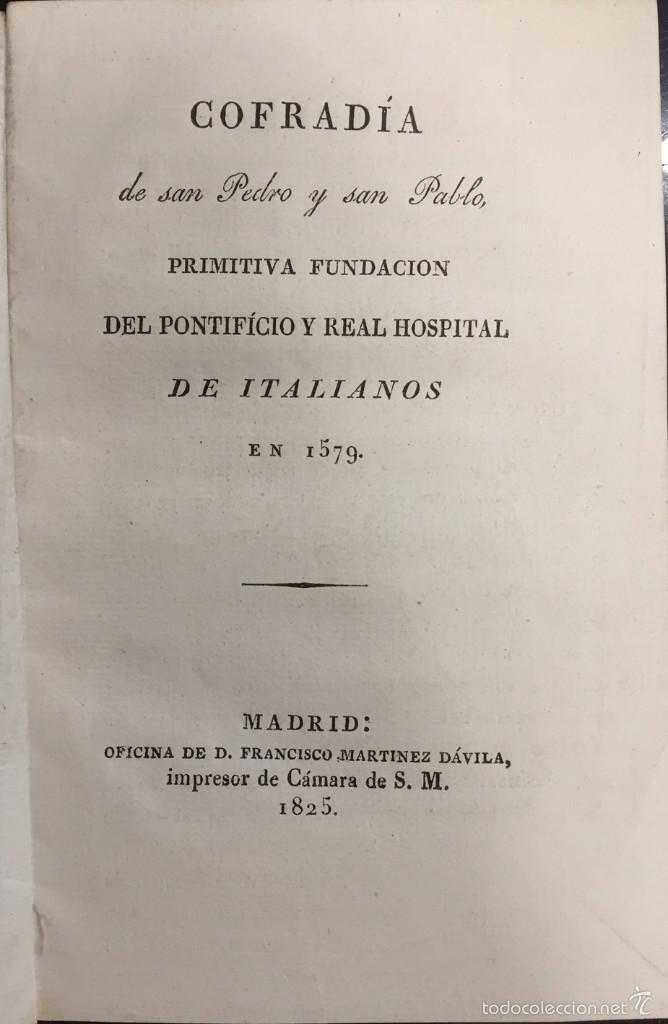 COFRADÍA
de san Pedro y san Pablo,
PRIMITIVA FUNDACION
DEL PONTIFÍCIO Y REAL HOSPITAL
DE ITALIANOS
EN 1579.
MADRID:
OFICINA DE D. FRANCISCO MARTINEZ DÁVILA,
impresor de Cámara de S. M.
1825.
todocoleccion.net